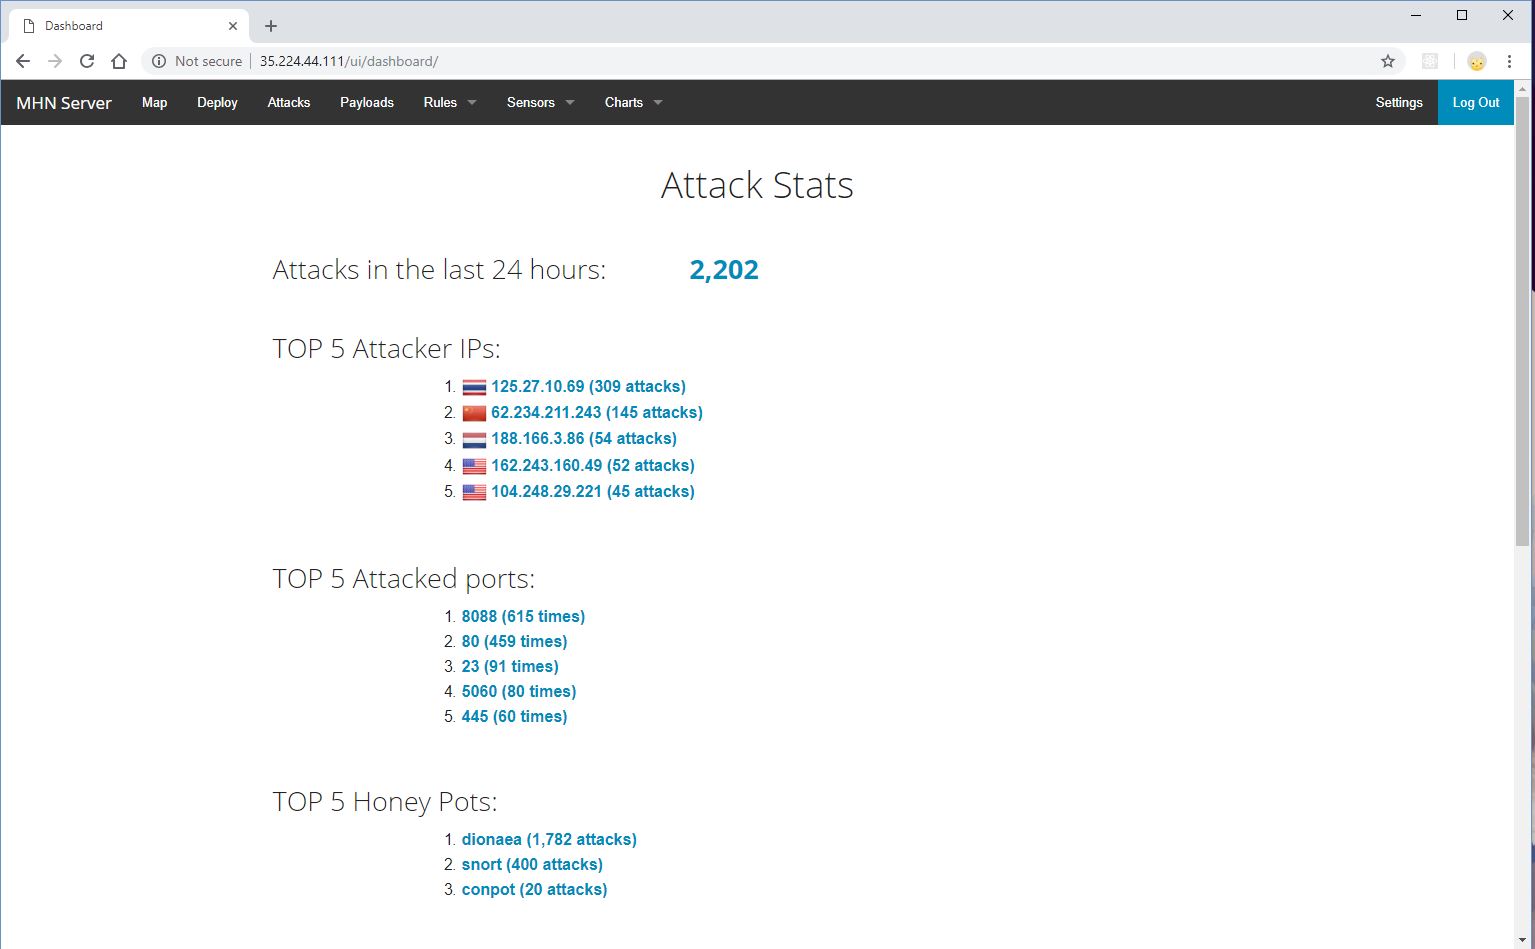 Dashboard
Not secure 35.224.44.111/ui/dashboard/
MHN Server Map Deploy Attacks Payloads Rules Sensors Charts Settings Log Out
Attack Stats
Attacks in the last 24 hours: 2,202
TOP 5 Attacker IPs:
1. 125.27.10.69 (309 attacks)
2. 62.234.211.243 (145 attacks)
3. 188.166.3.86 (54 attacks)
4. 162.243.160.49 (52 attacks)
5. 104.248.29.221 (45 attacks)
TOP 5 Attacked ports:
1. 8088 (615 times)
2. 80 (459 times)
3. 23 (91 times)
4. 5060 (80 times)
5. 445 (60 times)
TOP 5 Honey Pots:
1. dionaea (1,782 attacks)
2. snort (400 attacks)
3. conpot (20 attacks)